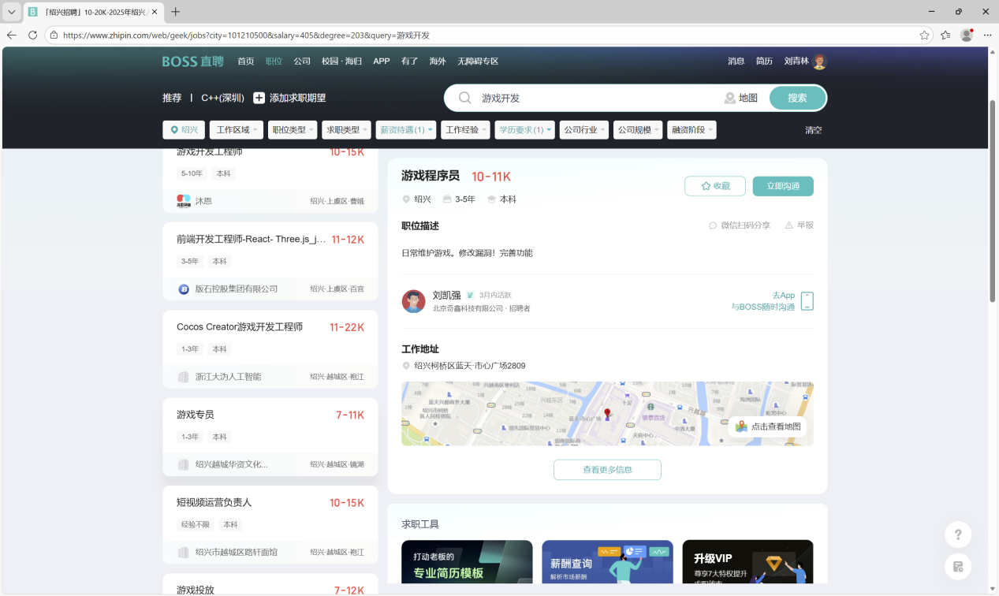 「绍兴招聘」10-20K-2025年绍兴
https://www.zhipin.com/web/geek/jobs?city=101210500&salary=405&degree=203&query=游戏开发
BOSS 直聘
首页
职位
公司
校园·海归
APP
有了
海外
无障碍专区
消息
简历
刘青林
推荐
C++(深圳)
添加求职期望
游戏开发
地图
搜索
绍兴
工作区域
职位类型
求职类型
薪资待遇(1)
工作经验
学历要求(1)
公司行业
公司规模
融资阶段
清空
游戏开发工程师
10-15K
5-10年
本科
沐恩
绍兴·上虞区·曹娥
前端开发工程师-React- Three.js_j...
11-12K
3-5年
本科
皈石控股集团有限公司
绍兴·上虞区·百官
Cocos Creator游戏开发工程师
11-22K
1-3年
本科
浙江大沩人工智能
绍兴·越城区·袍江
游戏专员
7-11K
1-3年
本科
绍兴越城华资文化...
绍兴·越城区·镜湖
短视频运营负责人
10-15K
经验不限
本科
绍兴市越城区路轩面馆
绍兴·越城区·袍江
游戏投放
7-12K
游戏程序员
10-11K
收藏
立即沟通
绍兴
3-5年
本科
职位描述
微信扫码分享
举报
日常维护游戏。修改漏洞！完善功能
刘凯强
3月内活跃
北京奇鑫科技有限公司 · 招聘者
去App
与BOSS随时沟通
工作地址
绍兴柯桥区蓝天·市心广场2809
点击查看地图
查看更多信息
求职工具
打动老板的
专业简历模板
薪酬查询
解析市场薪酬
升级VIP
尊享7大特权提升